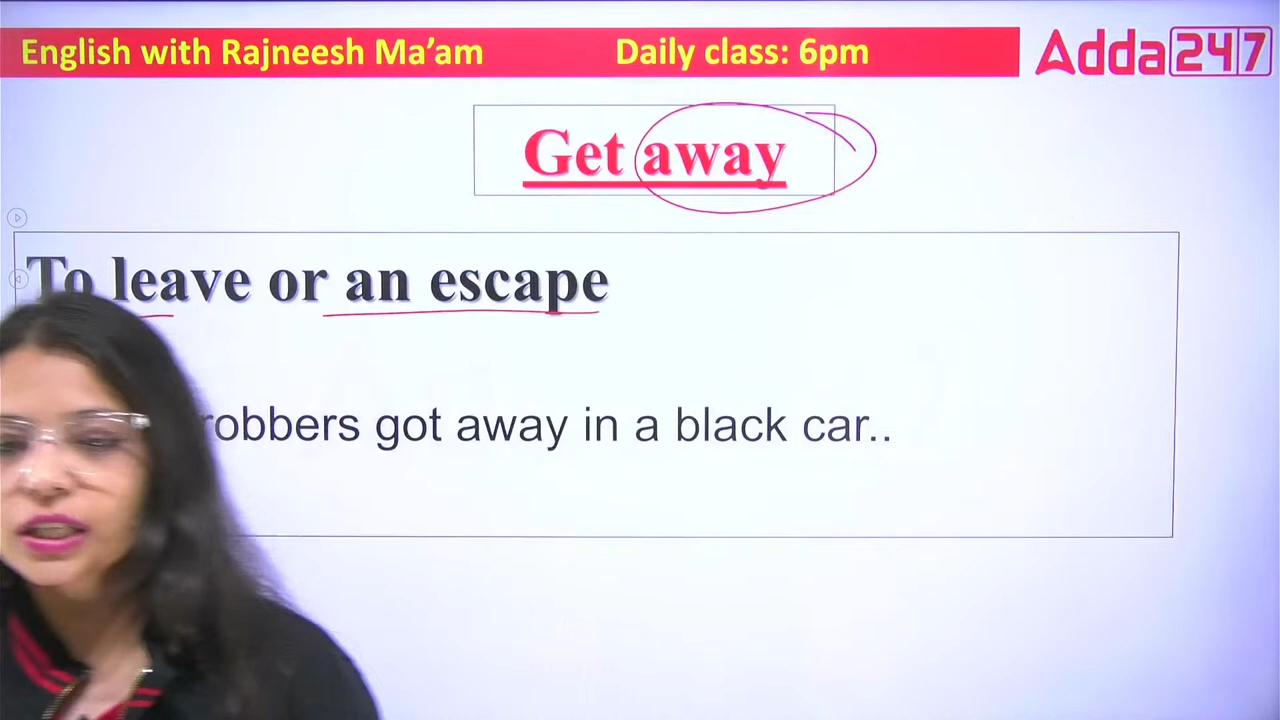 English with Rajneesh Ma’am Daily class: 6pm Adda247
Get away
To leave or an escape
robbers got away in a black car..